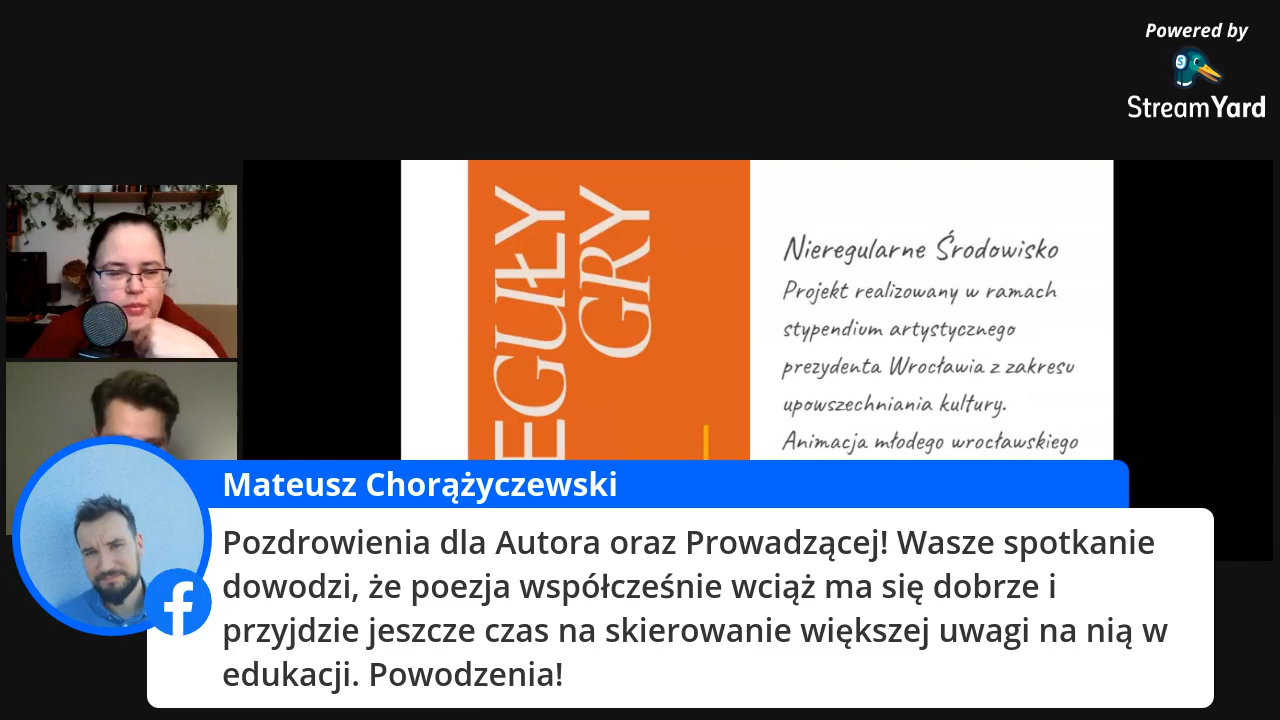 Powered by
StreamYard
EGUŁY
GRY
Nieregularne Środowisko
Projekt realizowany w ramach
stypendium artystycznego
prezydenta Wrocławia z zakresu
upowszechniania kultury.
Animacja młodego wrocławskiego
Mateusz Chorążyczewski
Pozdrowienia dla Autora oraz Prowadzącej! Wasze spotkanie
dowodzi, że poezja współcześnie wciąż ma się dobrze i
przyjdzie jeszcze czas na skierowanie większej uwagi na nią w
edukacji. Powodzenia!